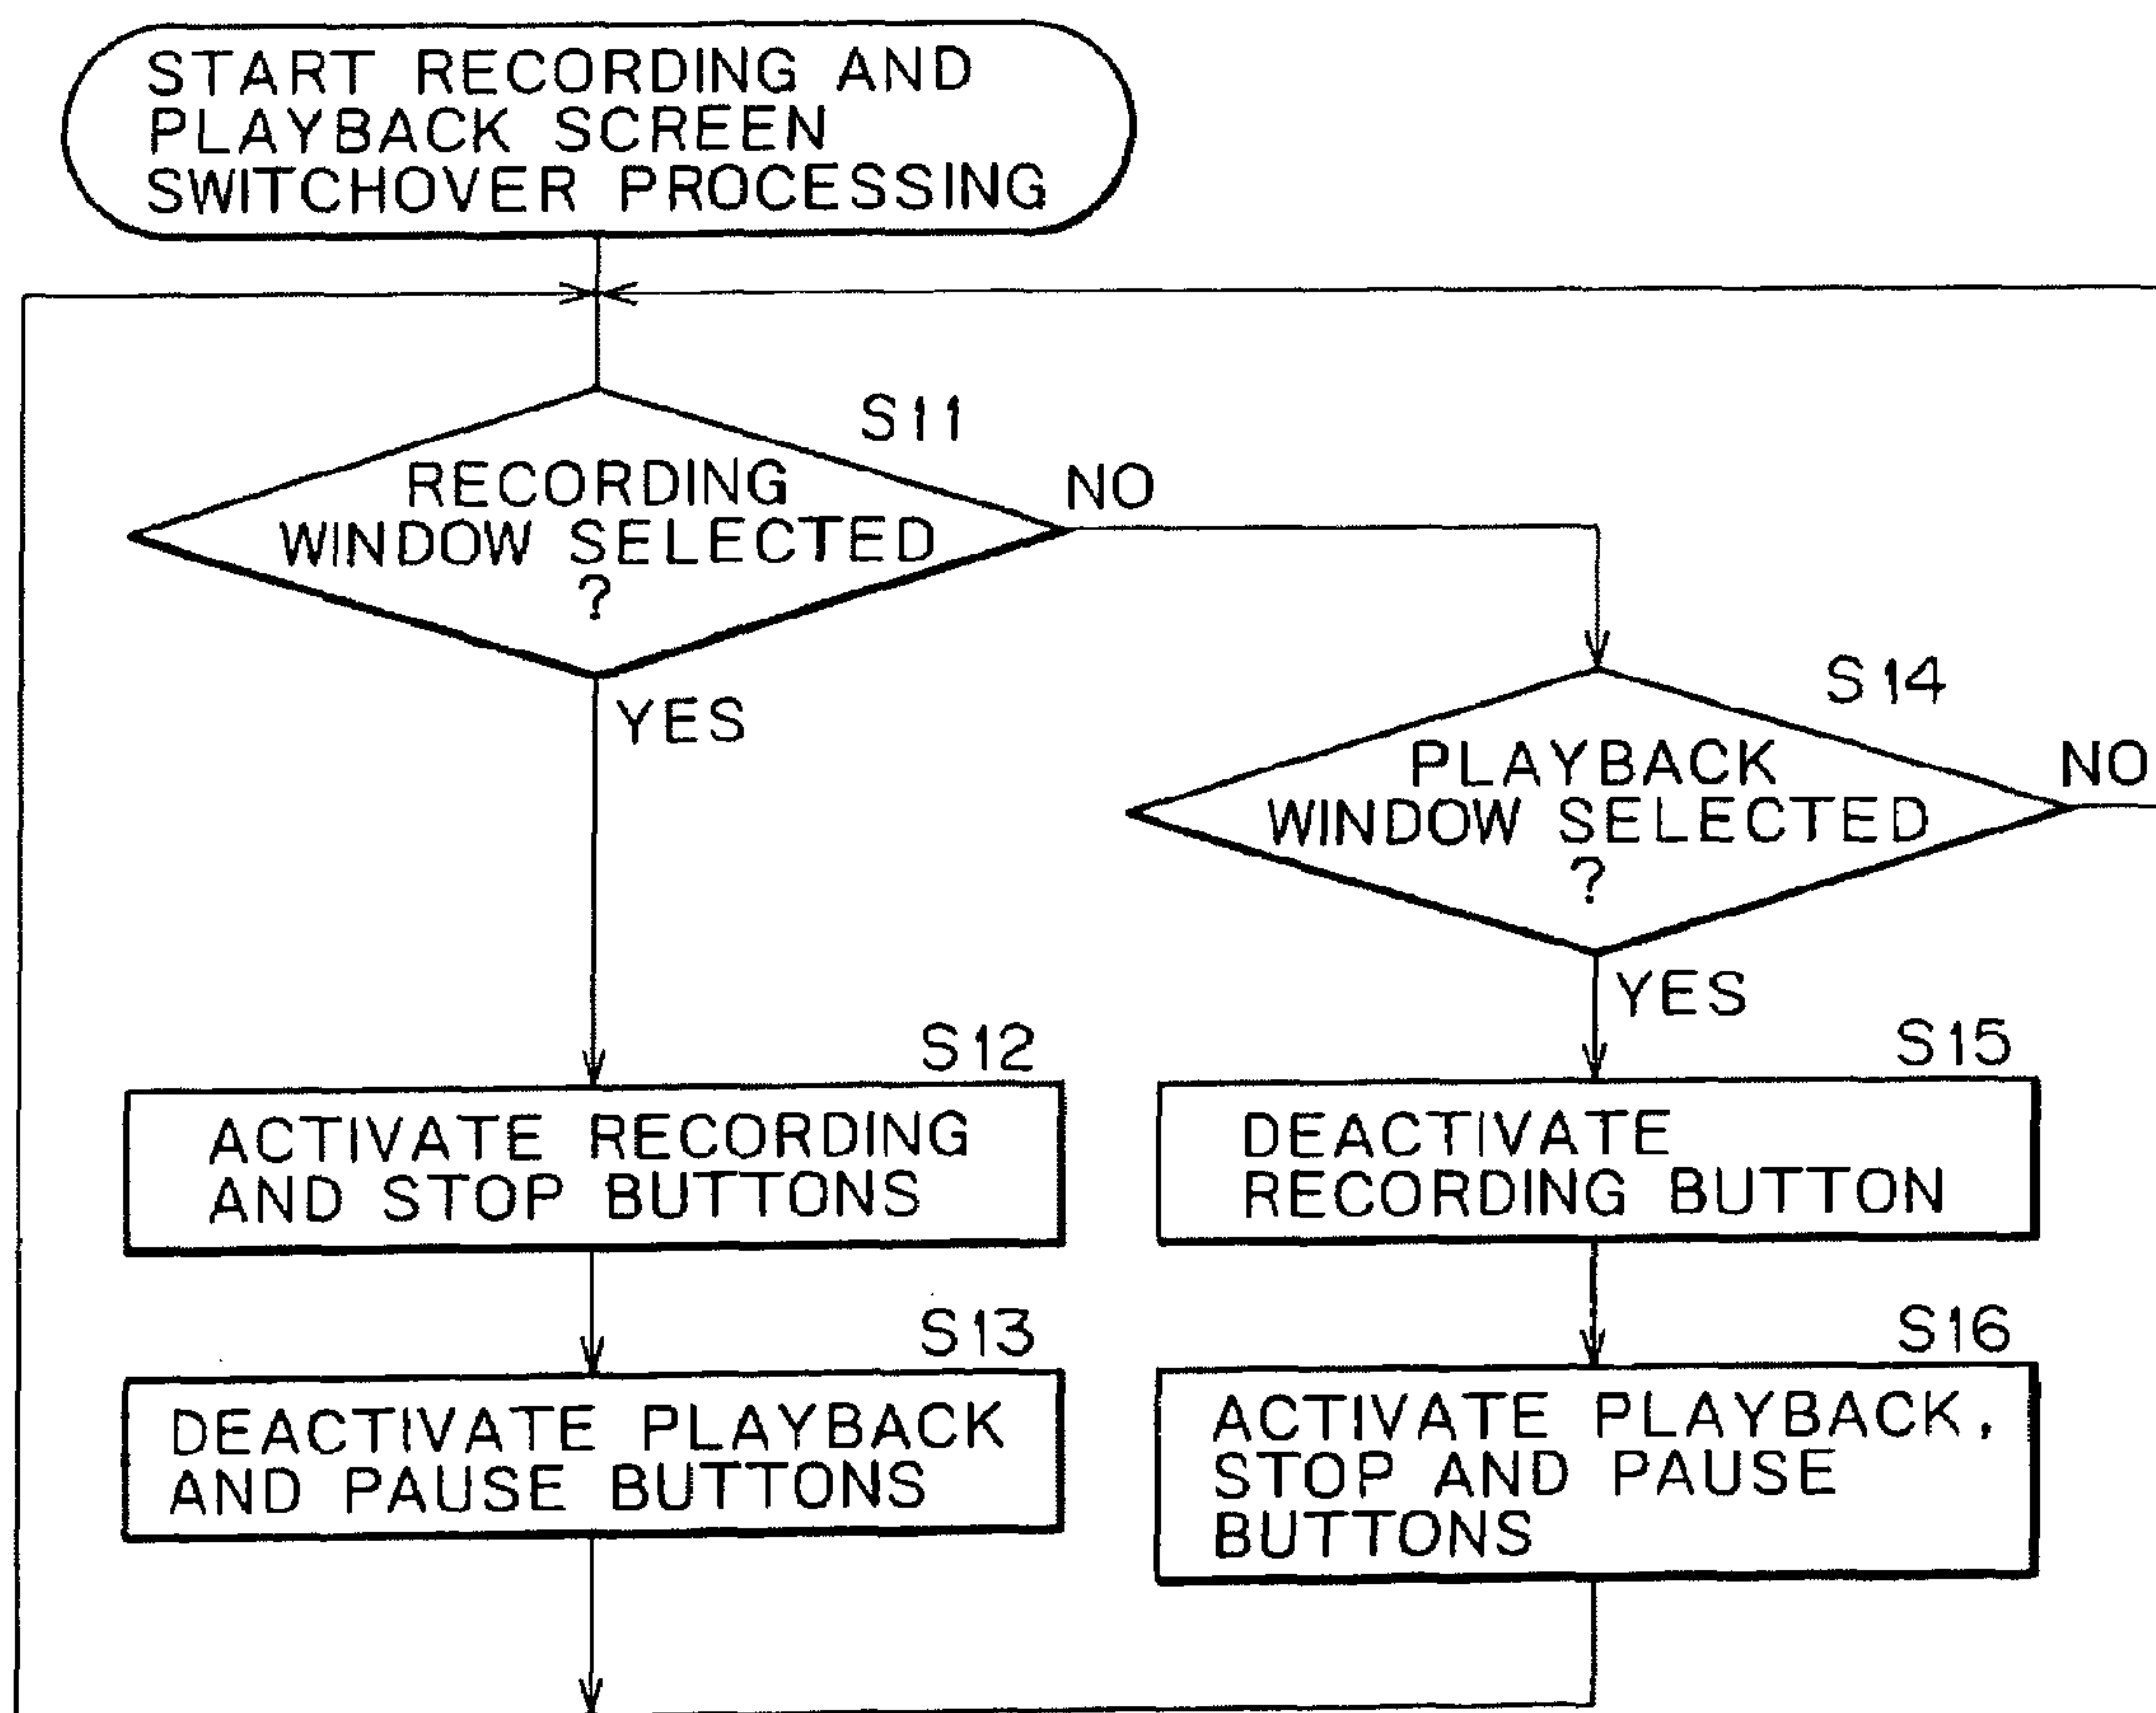 START RECORDING AND
PLAYBACK SCREEN
SWITCHOVER PROCESSING
S11
RECORDING
WINDOW SELECTED
?
NO
YES
S14
PLAYBACK
WINDOW SELECTED
?
NO
YES
S12
ACTIVATE RECORDING
AND STOP BUTTONS
S15
DEACTIVATE
RECORDING BUTTON
S13
DEACTIVATE PLAYBACK
AND PAUSE BUTTONS
S16
ACTIVATE PLAYBACK,
STOP AND PAUSE
BUTTONS